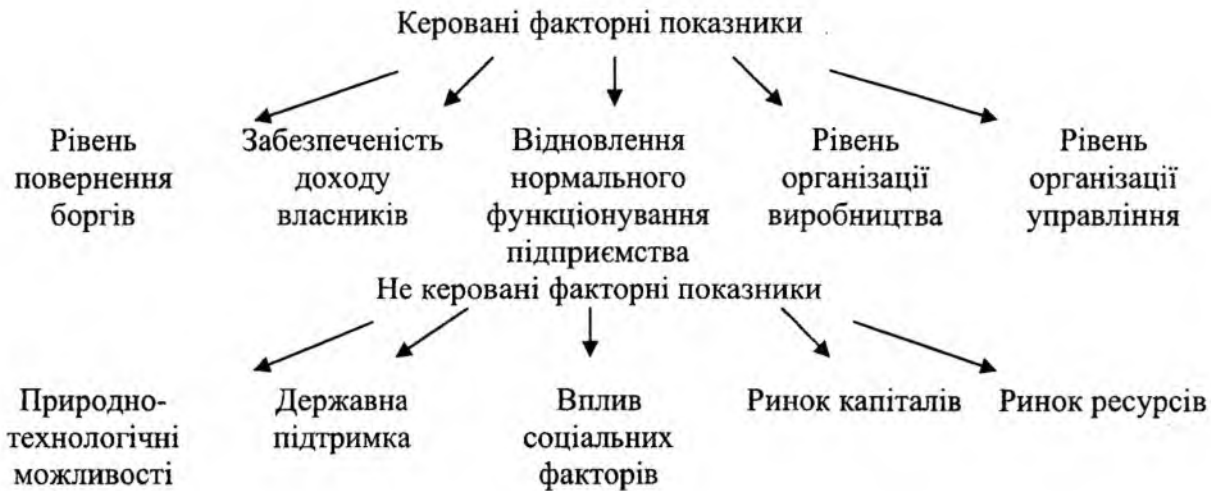 Керовані факторні показники
Рівень
повернення
боргів
Забезпеченість
доходу
власників
Відновлення
нормального
функціонування
підприємства
Рівень
організації
виробництва
Рівень
організації
управління
Не керовані факторні показники
Природно-
технологічні
можливості
Державна
підтримка
Вплив
соціальних
факторів
Ринок капіталів
Ринок ресурсів